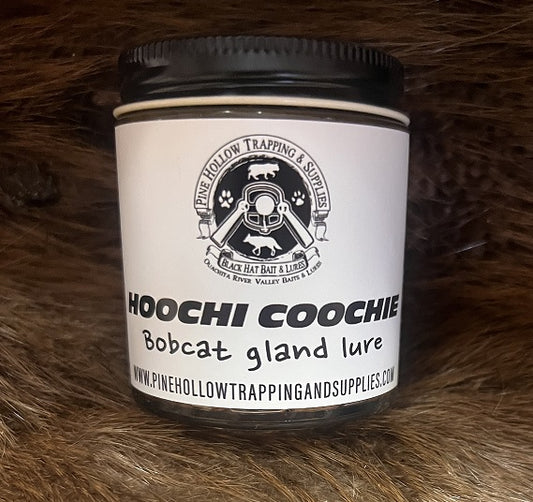 PINE HOLLOW TRAPPING & SUPPLIES
BLACK HAT BAIT & LURES
OUACHITA RIVER VALLEY BAITS & LURES
HOOCHI COOCHIE
Bobcat gland lure
WWW.PINEHOLLOWTRAPPINGANDSUPPLIES.COM